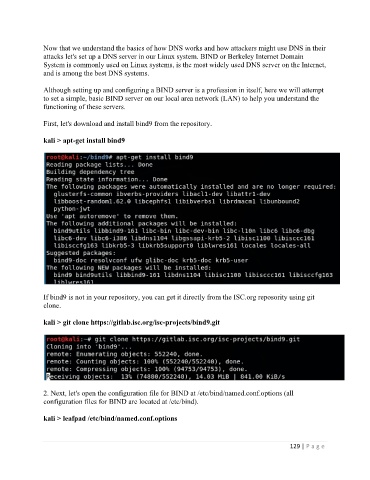 Now that we understand the basics of how DNS works and how attackers might use DNS in their
attacks let's set up a DNS server in our Linux system. BIND or Berkeley Internet Domain
System is commonly used on Linux systems, is the most widely used DNS server on the Internet,
and is among the best DNS systems.
Although setting up and configuring a BIND server is a profession in itself, here we will attempt
to set a simple, basic BIND server on our local area network (LAN) to help you understand the
functioning of these servers.
First, let's download and install bind9 from the repository.
kali > apt-get install bind9
root@kali:~/bind9# apt-get install bind9
Reading package lists... Done
Building dependency tree
Reading state information... Done
The following packages were automatically installed and are no longer required:
glusterfs-common ibverbs-providers libacl1-dev libattr1-dev
libboost-random1.62.0 libcephfs1 libibverbs1 librdmacm1 libunbound2
python-jwt
Use 'apt autoremove' to remove them.
The following additional packages will be installed:
bind9utils libbind9-161 libc-bin libc-dev-bin libc-l10n libc6 libc6-dbg
libc6-dev libc6-i386 libdns1104 libgssapi-krb5-2 libisc1100 libisccc161
libisccfg163 libkrb5-3 libkrb5support0 liblwres161 locales locales-all
Suggested packages:
bind9-doc resolvconf ufw glibc-doc krb5-doc krb5-user
The following NEW packages will be installed:
bind9 bind9utils libbind9-161 libdns1104 libisc1100 libisccc161 libisccfg163
liblwres161
If bind9 is not in your repository, you can get it directly from the ISC.org reposority using git
clone.
kali > git clone https://gitlab.isc.org/isc-projects/bind9.git
root@kali:~# git clone https://gitlab.isc.org/isc-projects/bind9.git
Cloning into 'bind9'...
remote: Enumerating objects: 552240, done.
remote: Counting objects: 100% (552240/552240), done.
remote: Compressing objects: 100% (94753/94753), done.
Receiving objects: 13% (74800/552240), 14.03 MiB | 841.00 KiB/s
2. Next, let's open the configuration file for BIND at /etc/bind/named.conf.options (all
configuration files for BIND are located at /etc/bind).
kali > leafpad /etc/bind/named.conf.options
129 | Page